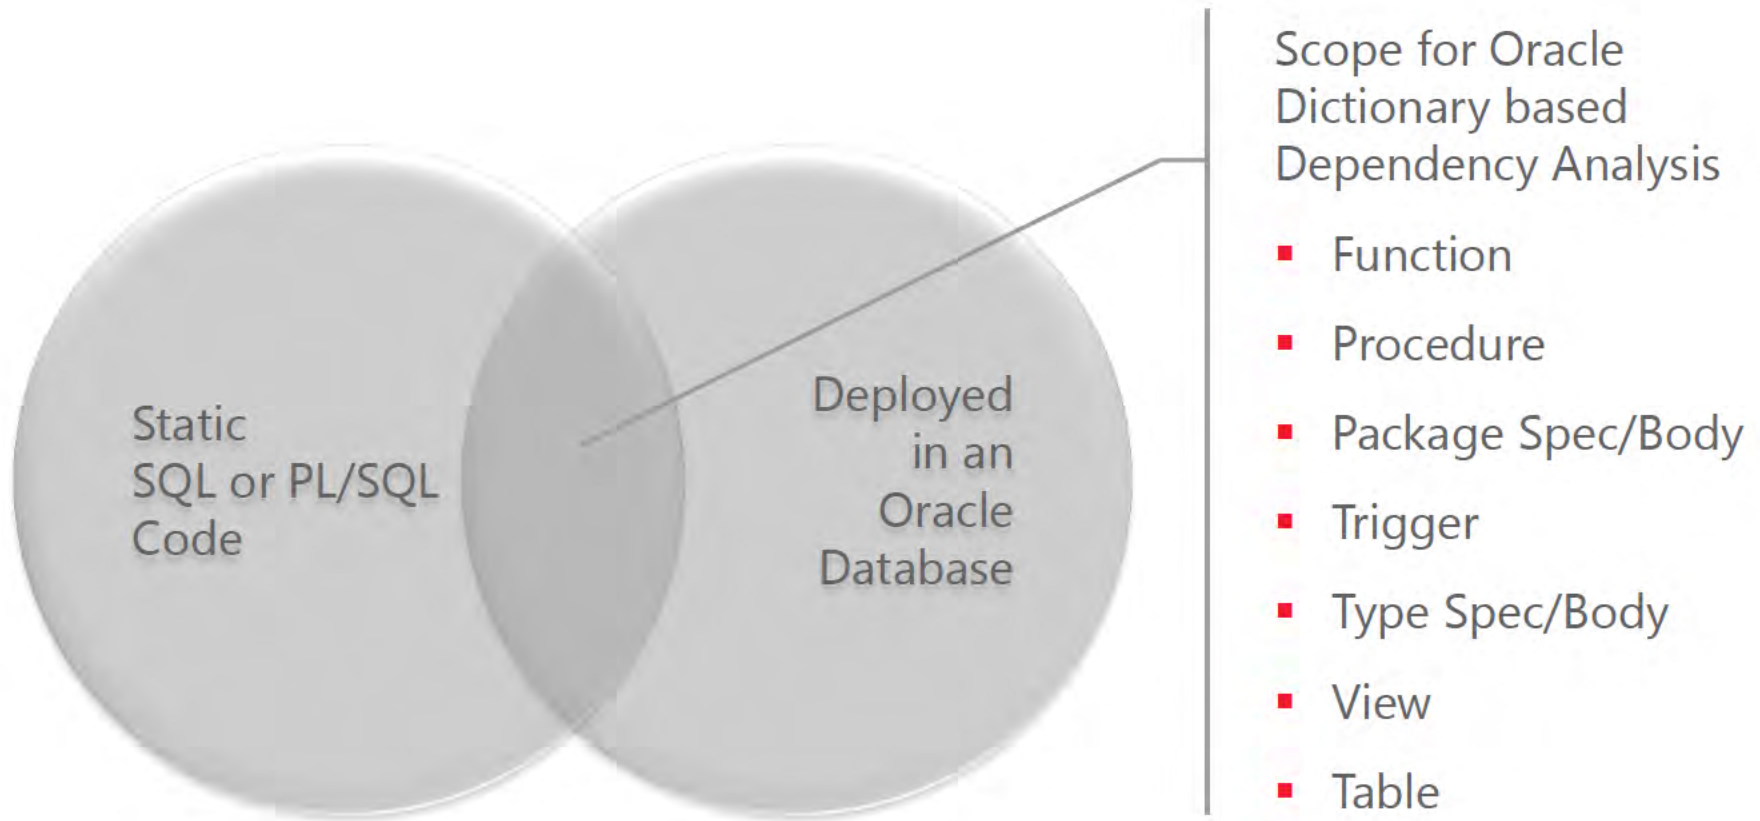 Static
SQL or PL/SQL
Code
Deployed
in an
Oracle
Database
Scope for Oracle
Dictionary based
Dependency Analysis
Function
Procedure
Package Spec/Body
Trigger
Type Spec/Body
View
Table